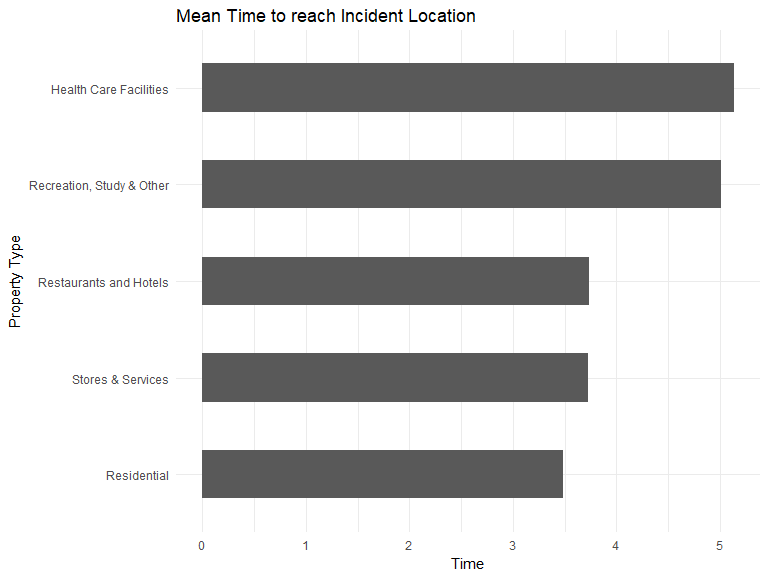 Mean Time to reach Incident Location
Property Type
Health Care Facilities
Recreation, Study & Other
Restaurants and Hotels
Stores & Services
Residential
0 1 2 3 4 5
Time